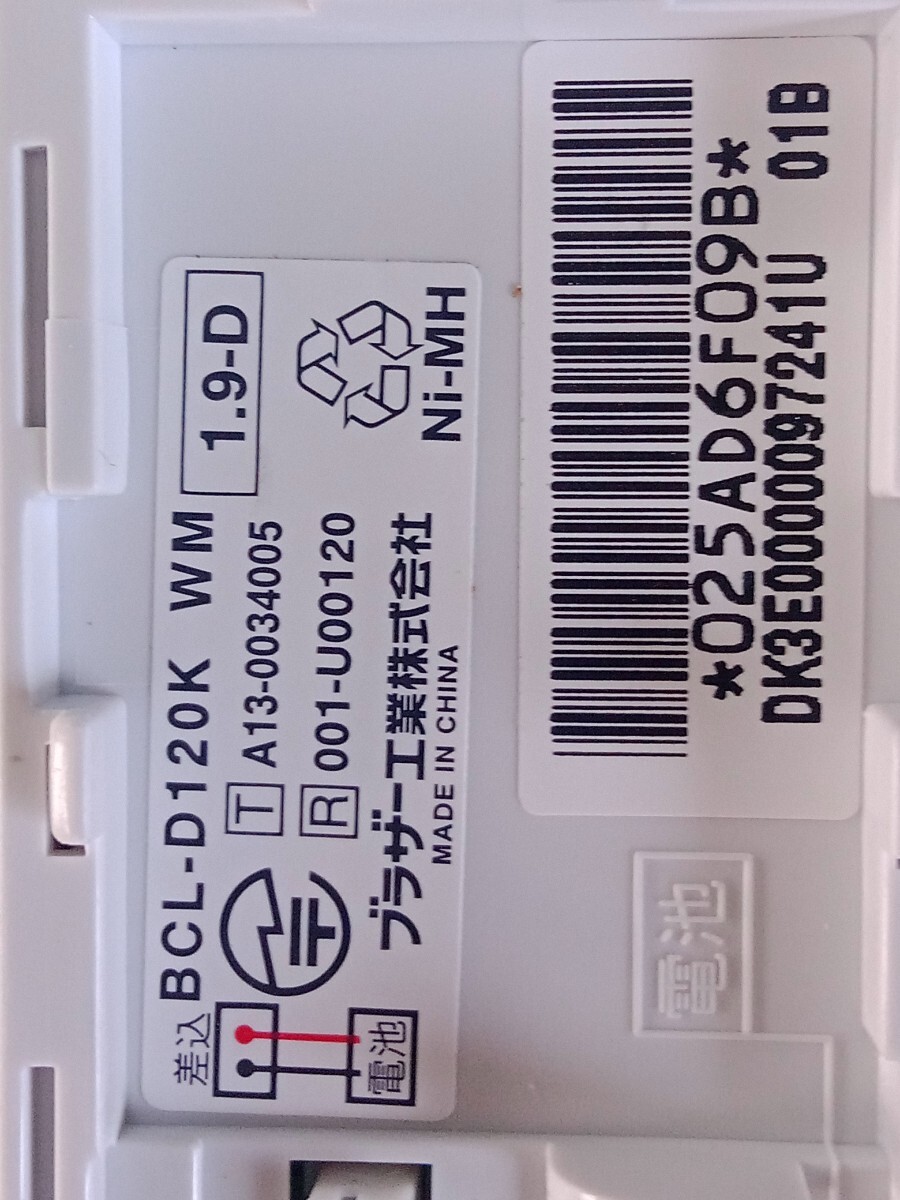 BCL-D120K WM
1.9-D
T A13-0034005
R 001-U00120
ブラザー工業株式会社
MADE IN CHINA
Ni-MH
差込
電池
*025AD6F09B*
DK3E000097241U 01B
電池